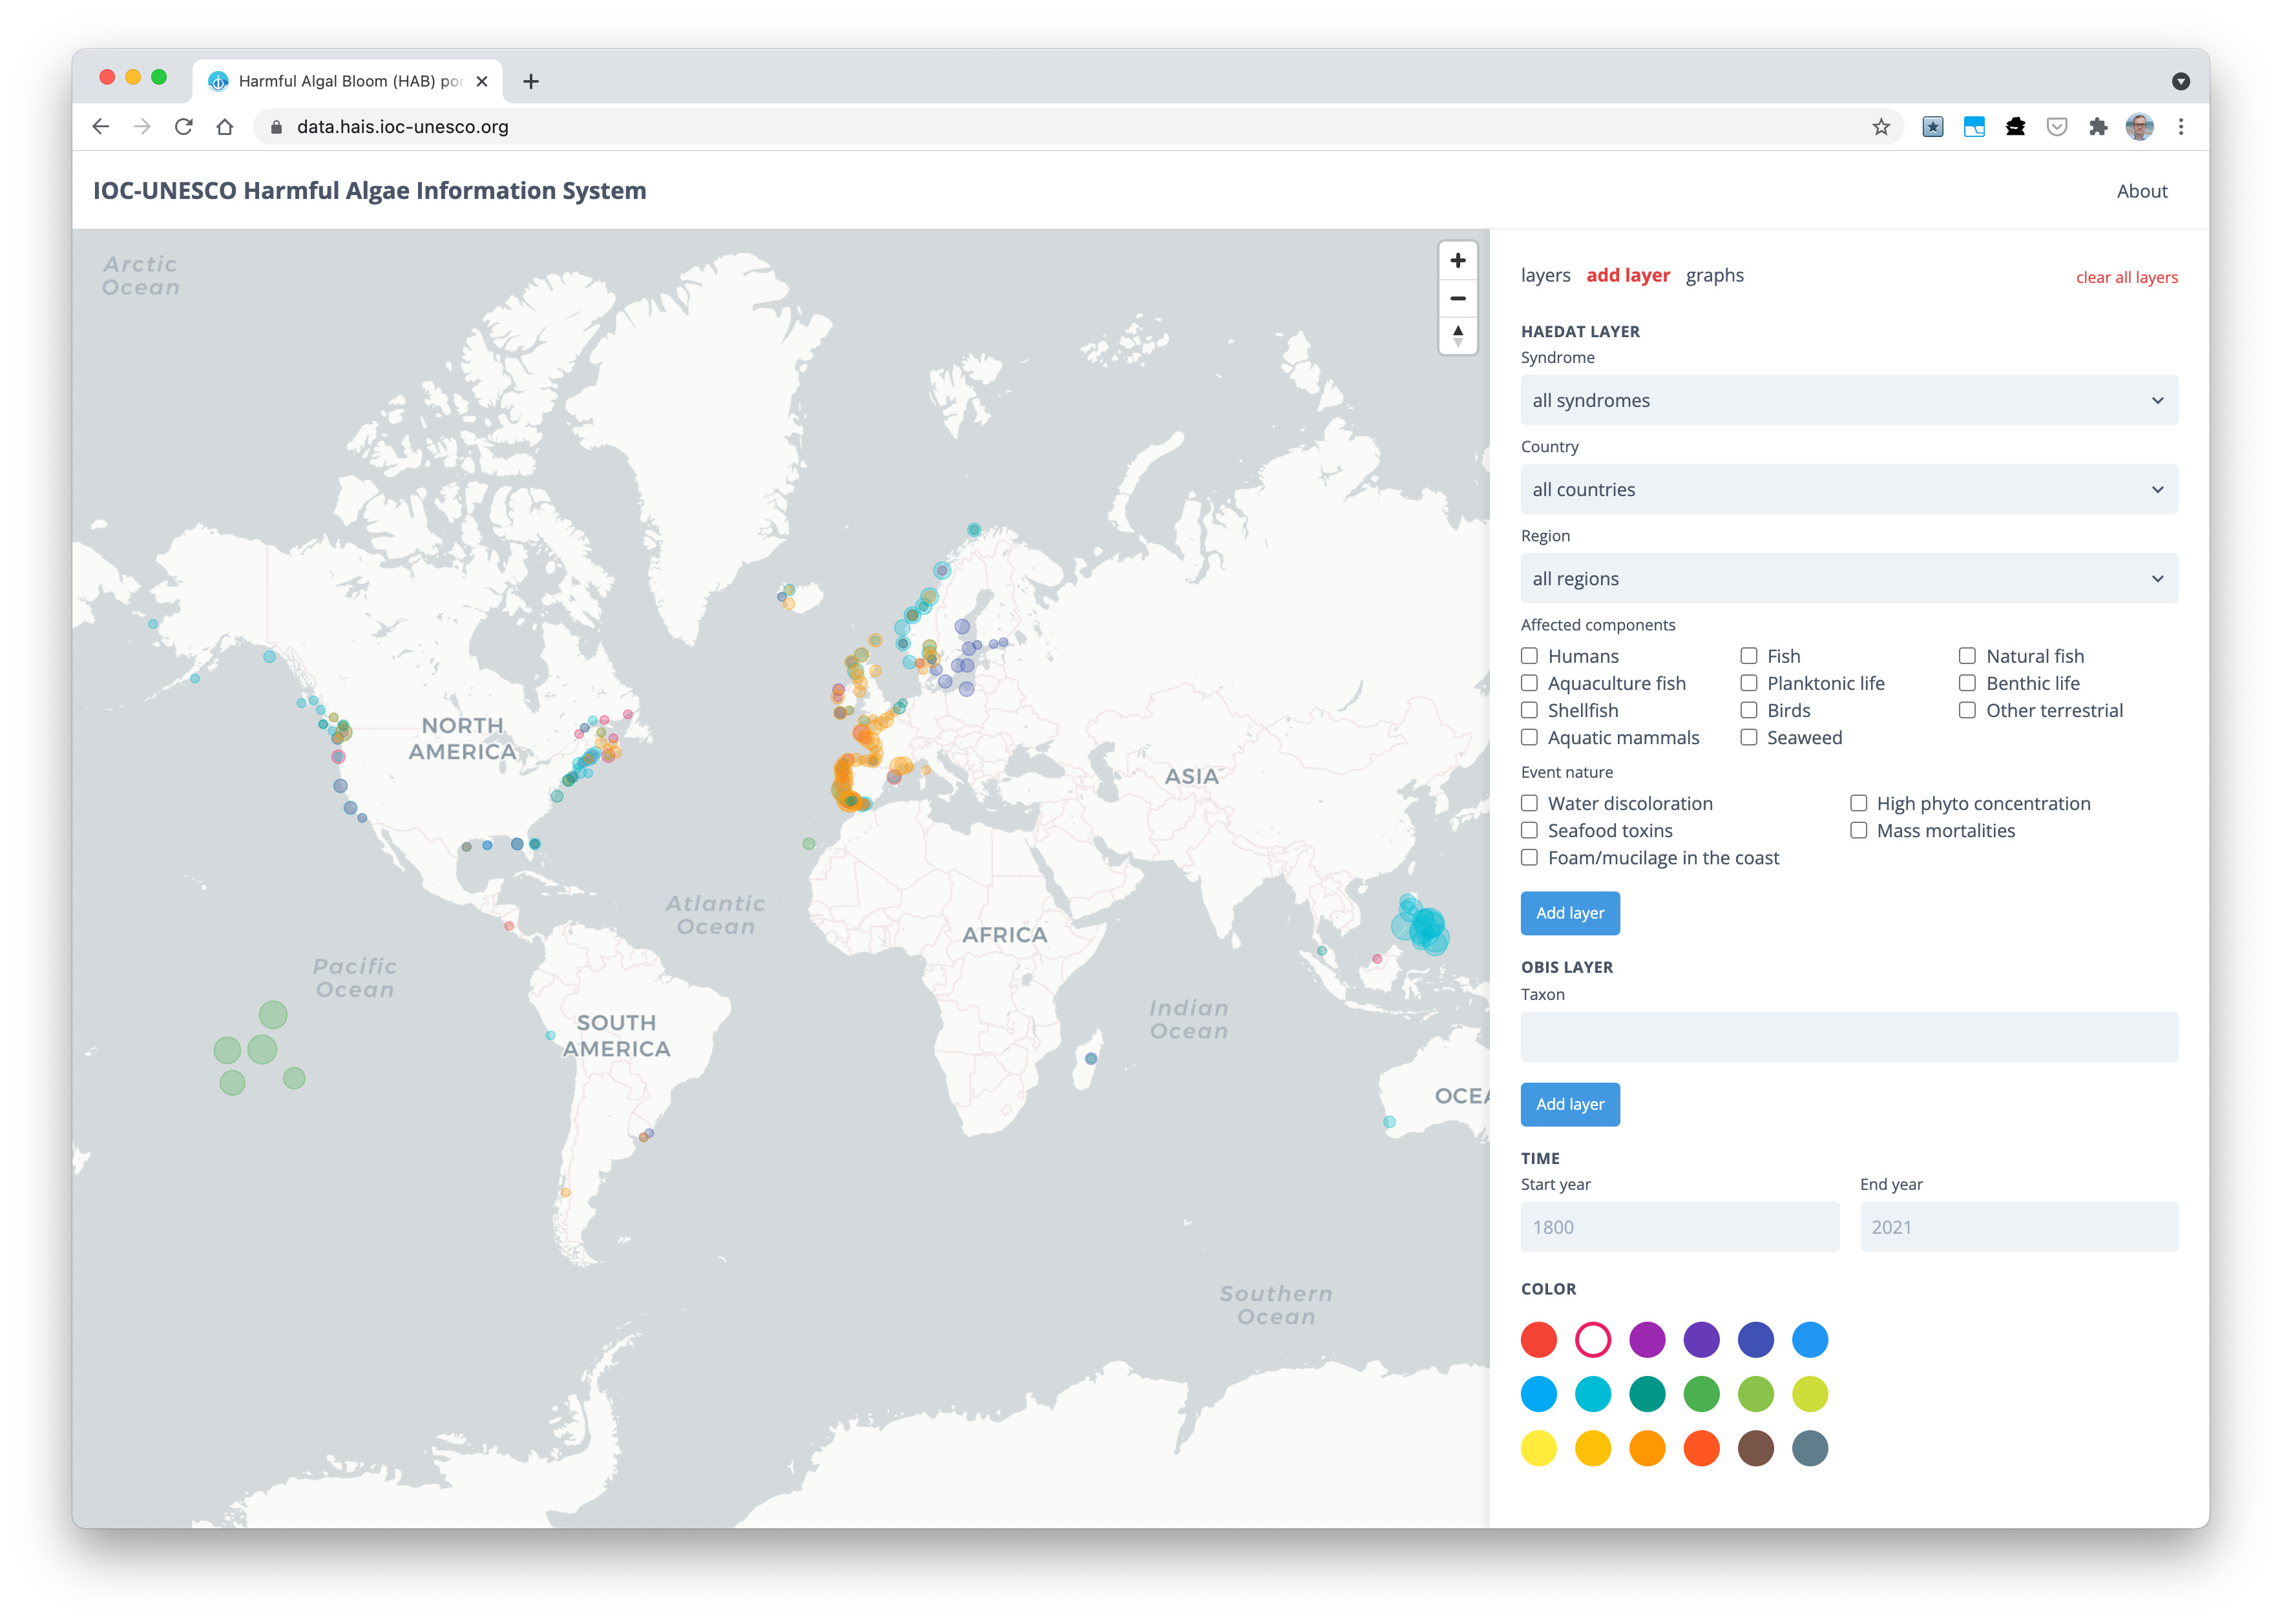 Harmful Algal Bloom (HAB) por
data.hais.ioc-unesco.org
IOC-UNESCO Harmful Algae Information System
About
Arctic
Ocean
NORTH
AMERICA
ASIA
Atlantic
Ocean
AFRICA
Pacific
Ocean
SOUTH
AMERICA
Indian
Ocean
OCEA
Southern
Ocean
layers add layer graphs
clear all layers
HAEDAT LAYER
Syndrome
all syndromes
Country
all countries
Region
all regions
Affected components
Humans Fish Natural fish
Aquaculture fish Planktonic life Benthic life
Shellfish Birds Other terrestrial
Aquatic mammals Seaweed
Event nature
Water discoloration High phyto concentration
Seafood toxins Mass mortalities
Foam/mucilage in the coast
Add layer
OBIS LAYER
Taxon
Add layer
TIME
Start year End year
1800 2021
COLOR